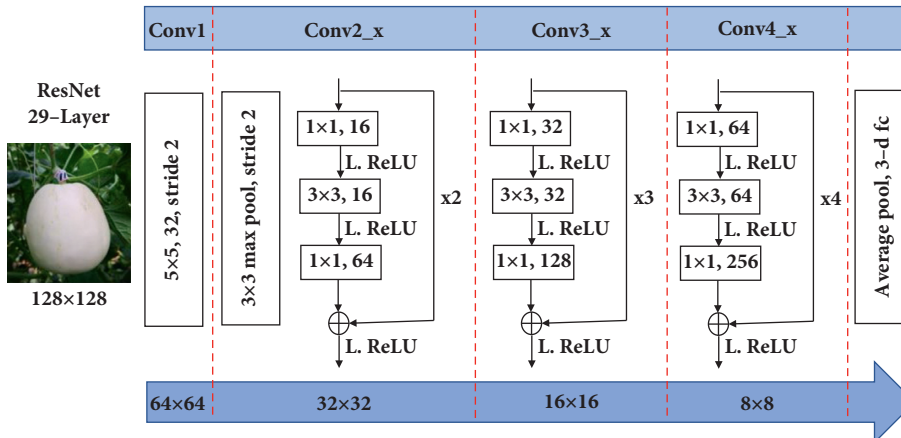 Conv1
Conv2_x
Conv3_x
Conv4_x
ResNet
29–Layer
128×128
5×5, 32, stride 2
3×3 max pool, stride 2
1×1, 16
L. ReLU
3×3, 16
L. ReLU
1×1, 64
L. ReLU
x2
1×1, 32
L. ReLU
3×3, 32
L. ReLU
1×1, 128
L. ReLU
x3
1×1, 64
L. ReLU
3×3, 64
L. ReLU
1×1, 256
L. ReLU
x4
Average pool, 3–d fc
64×64
32×32
16×16
8×8